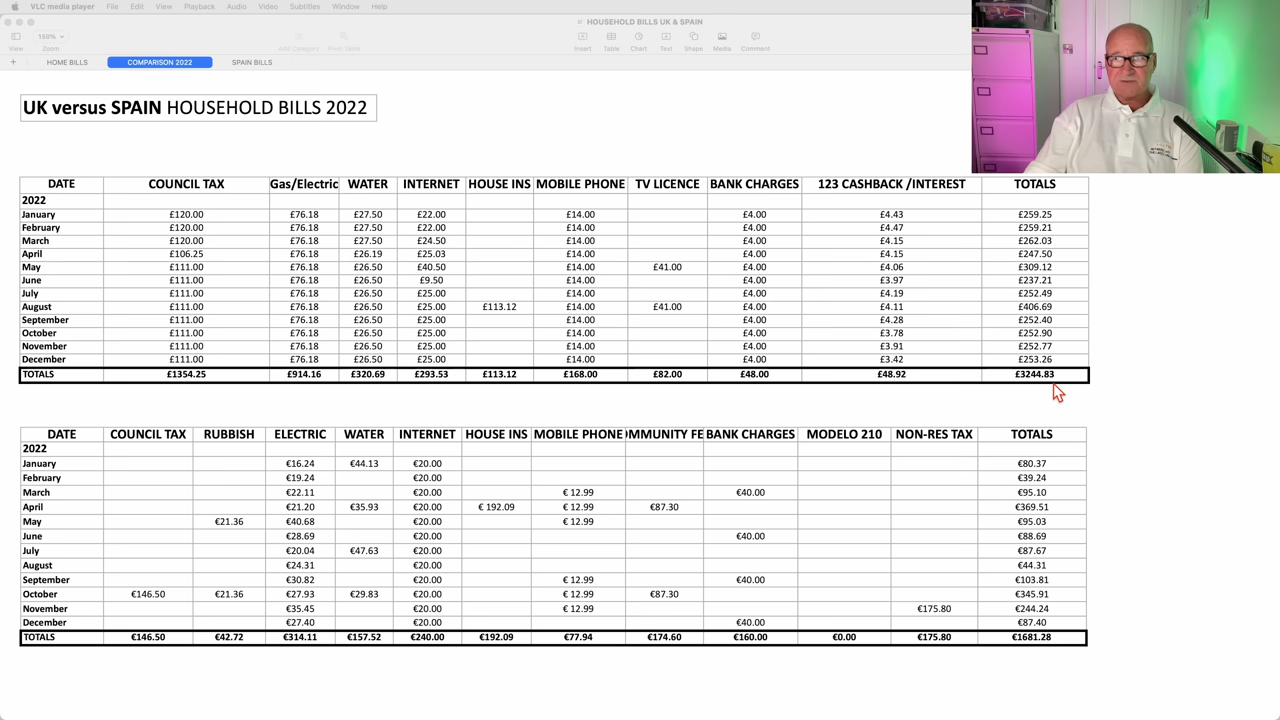 VLC media player File Edit View Playback Audio Video Subtitles Window Help
HOUSEHOLD BILLS UK & SPAIN
150%
View Zoom Add Category Pivot Table Insert Table Chart Text Shape Media Comment
+ HOME BILLS COMPARISON 2022 SPAIN BILLS
UK versus SPAIN HOUSEHOLD BILLS 2022
DATE COUNCIL TAX Gas/Electric WATER INTERNET HOUSE INS MOBILE PHONE TV LICENCE BANK CHARGES 123 CASHBACK /INTEREST TOTALS
2022
January £120.00 £76.18 £27.50 £22.00 £14.00 £4.00 £4.43 £259.25
February £120.00 £76.18 £27.50 £22.00 £14.00 £4.00 £4.47 £259.21
March £120.00 £76.18 £27.50 £24.50 £14.00 £4.00 £4.15 £262.03
April £106.25 £76.18 £26.19 £25.03 £14.00 £4.00 £4.15 £247.50
May £111.00 £76.18 £26.50 £40.50 £14.00 £41.00 £4.00 £4.06 £309.12
June £111.00 £76.18 £26.50 £9.50 £14.00 £4.00 £3.97 £237.21
July £111.00 £76.18 £26.50 £25.00 £14.00 £4.00 £4.19 £252.49
August £111.00 £76.18 £26.50 £25.00 £113.12 £14.00 £41.00 £4.00 £4.11 £406.69
September £111.00 £76.18 £26.50 £25.00 £14.00 £4.00 £4.28 £252.40
October £111.00 £76.18 £26.50 £25.00 £14.00 £4.00 £3.78 £252.90
November £111.00 £76.18 £26.50 £25.00 £14.00 £4.00 £3.91 £252.77
December £111.00 £76.18 £26.50 £25.00 £14.00 £4.00 £3.42 £253.26
TOTALS £1354.25 £914.16 £320.69 £293.53 £113.12 £168.00 £82.00 £48.00 £48.92 £3244.83
DATE COUNCIL TAX RUBBISH ELECTRIC WATER INTERNET HOUSE INS MOBILE PHONE OMMUNITY FE BANK CHARGES MODELO 210 NON-RES TAX TOTALS
2022
January €16.24 €44.13 €20.00 €80.37
February €19.24 €20.00 €39.24
March €22.11 €20.00 € 12.99 €40.00 €95.10
April €21.20 €35.93 €20.00 € 192.09 € 12.99 €87.30 €369.51
May €21.36 €40.68 €20.00 € 12.99 €95.03
June €28.69 €20.00 €40.00 €88.69
July €20.04 €47.63 €20.00 €87.67
August €24.31 €20.00 €44.31
September €30.82 €20.00 € 12.99 €40.00 €103.81
October €146.50 €21.36 €27.93 €29.83 €20.00 € 12.99 €87.30 €345.91
November €35.45 €20.00 € 12.99 €175.80 €244.24
December €27.40 €20.00 €40.00 €87.40
TOTALS €146.50 €42.72 €314.11 €157.52 €240.00 €192.09 €77.94 €174.60 €160.00 €0.00 €175.80 €1681.28